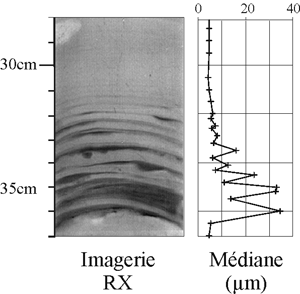 0 20 40
30cm
35cm
Imagerie Médiane
RX (µm)